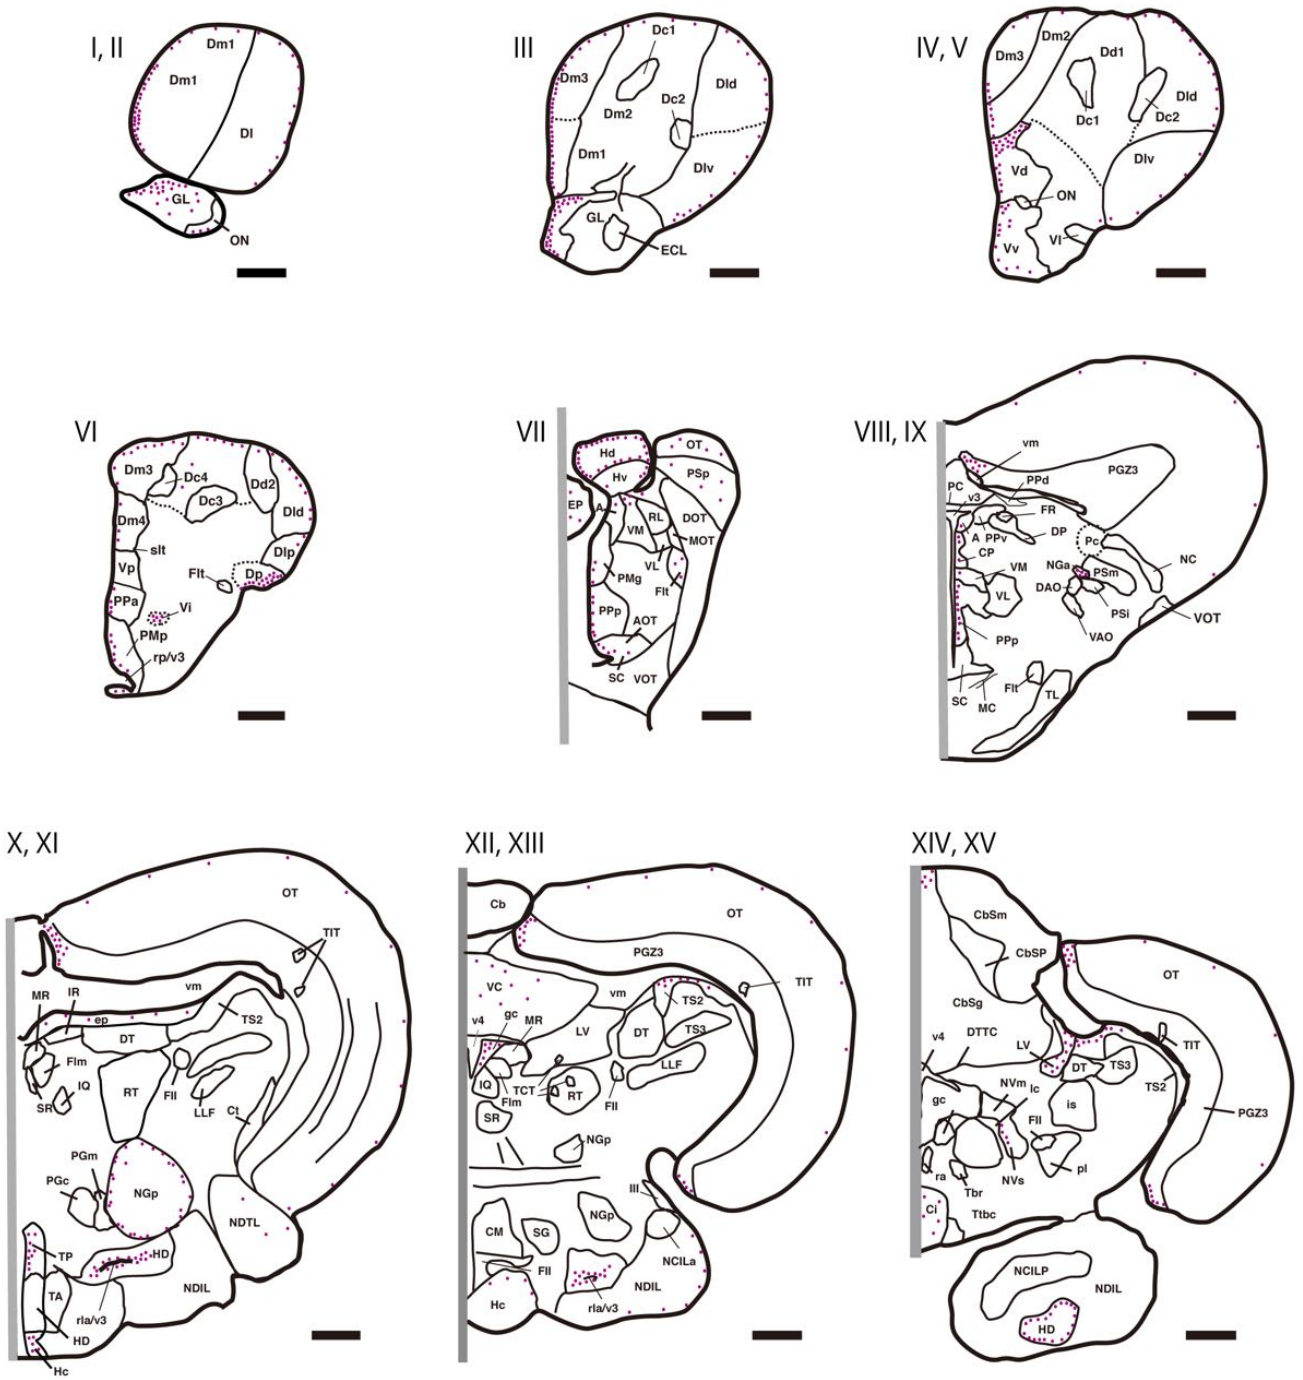 I, II
Dm1
Dm1
Dl
GL
ON
III
Dc1
Dm3
Dld
Dc2
Dm2
Dm1
Dlv
GL
ECL
IV, V
Dm2
Dm3
Dd1
Dld
Dc1
Dc2
Dlv
Vd
ON
Vv
Vl
VI
Dm3
Dc4
Dd2
Dc3
Dm4
Dld
slt
Dlp
Vp
Flt
Dp
PPa
Vi
PMp
rp/v3
VII
Hd
OT
Hv
PSp
EP
A
RL
DOT
VM
MOT
VL
PMg
Flt
PPp
AOT
SC
VOT
VIII, IX
vm
PGZ3
PC
PPd
v3
FR
A
PPv
DP
Pc
CP
NC
VM
NGa
PSm
DAO
VL
PSi
VOT
VAO
PPp
Flt
SC
MC
TL
X, XI
OT
TIT
vm
MR
IR
ep
TS2
DT
Flm
IQ
RT
FII
SR
LLF
Ct
PGm
PGc
NGp
NDTL
TP
HD
NDIL
TA
rla/v3
HD
Hc
XII, XIII
Cb
OT
PGZ3
VC
vm
TIT
TS2
gc
MR
v4
LV
DT
TS3
LLF
IQ
TCT
Flm
RT
FII
SR
NGp
III
CM
SG
NGp
NCILa
FII
NDIL
Hc
rla/v3
XIV, XV
CbSm
CbSP
OT
CbSg
v4
DTTC
LV
TIT
DT
TS3
TS2
NVm
lc
gc
is
FII
PGZ3
ra
NVs
pl
Tbr
Ci
Ttbc
NCILP
NDIL
HD